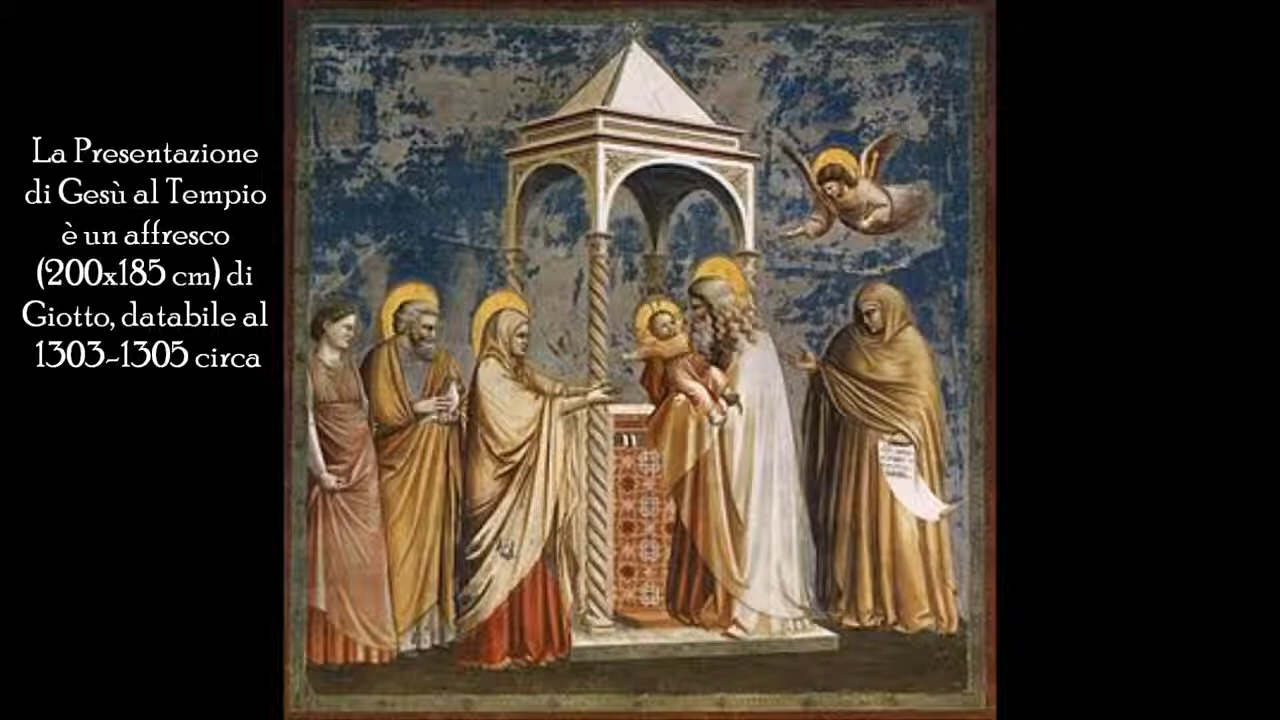 La Presentazione
di Gesù al Tempio
è un affresco
(200x185 cm) di
Giotto, databile al
1303-1305 circa